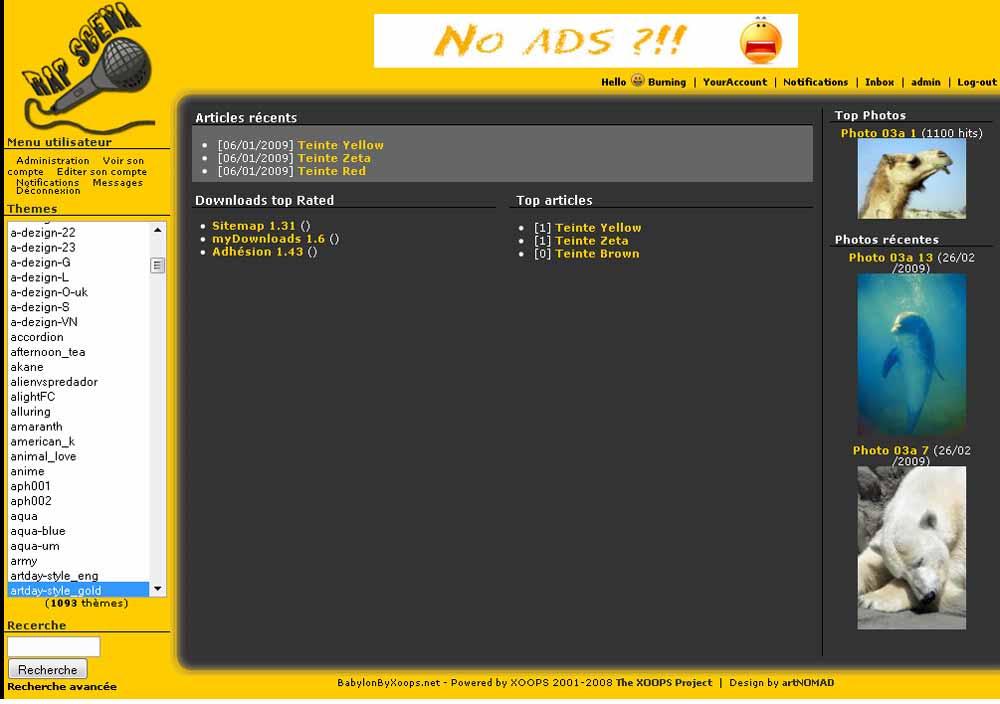 RAP SCENA
No ADS ?!!
Hello Burning | YourAccount | Notifications | Inbox | admin | Log-out
Menu utilisateur
Administration Voir son
compte Editer son compte
Notifications Messages
Déconnexion
Themes
a-dezign-22
a-dezign-23
a-dezign-G
a-dezign-L
a-dezign-O-uk
a-dezign-S
a-dezign-VN
accordion
afternoon_tea
akane
alienvspredador
alightFC
alluring
amaranth
american_k
animal_love
anime
aph001
aph002
aqua
aqua-blue
aqua-um
army
artday-style_eng
artday-style_gold
(1093 thèmes)
Recerche
Recherche
Recherche avancée
Articles récents
[06/01/2009] Teinte Yellow
[06/01/2009] Teinte Zeta
[06/01/2009] Teinte Red
Downloads top Rated
Sitemap 1.31 ()
myDownloads 1.6 ()
Adhésion 1.43 ()
Top articles
[1] Teinte Yellow
[1] Teinte Zeta
[0] Teinte Brown
Top Photos
Photo 03a 1 (1100 hits)
Photos récentes
Photo 03a 13 (26/02
/2009)
Photo 03a 7 (26/02
/2009)
BabylonByXoops.net - Powered by XOOPS 2001-2008 The XOOPS Project | Design by artNOMAD